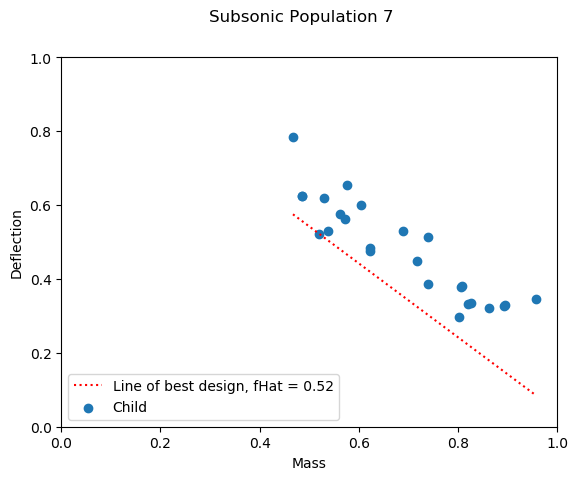 Subsonic Population 7
1.0
0.8
0.6
0.4
0.2
0.0
Deflection
Line of best design, fHat = 0.52
Child
0.0 0.2 0.4 0.6 0.8 1.0
Mass